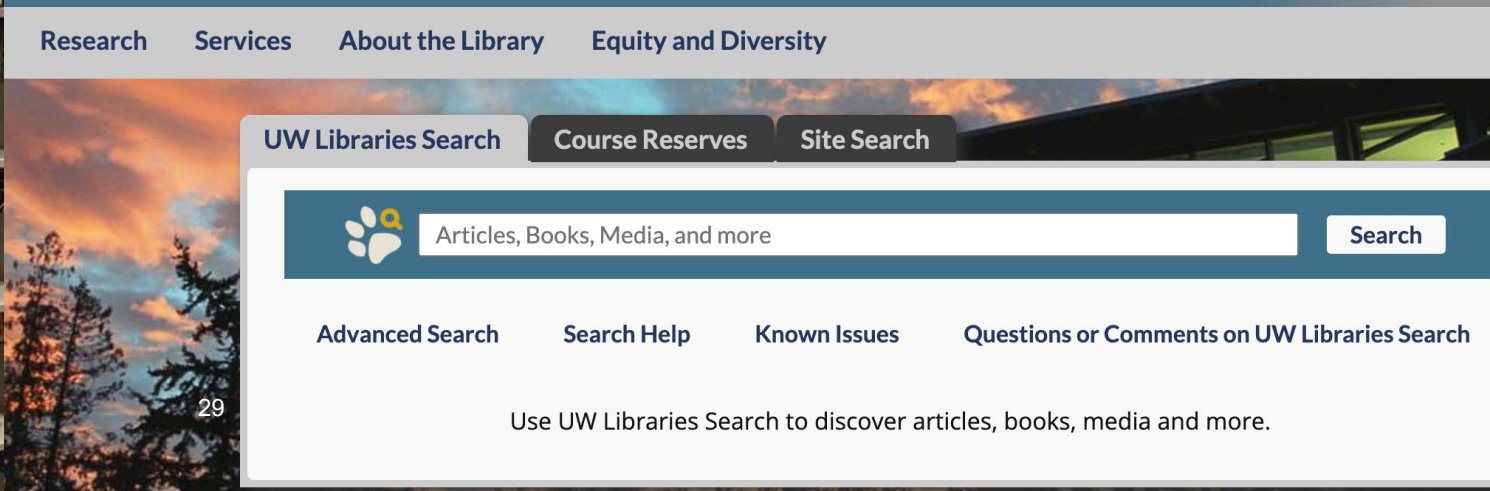 Research Services About the Library Equity and Diversity
UW Libraries Search Course Reserves Site Search
Articles, Books, Media, and more Search
Advanced Search Search Help Known Issues Questions or Comments on UW Libraries Search
29
Use UW Libraries Search to discover articles, books, media and more.